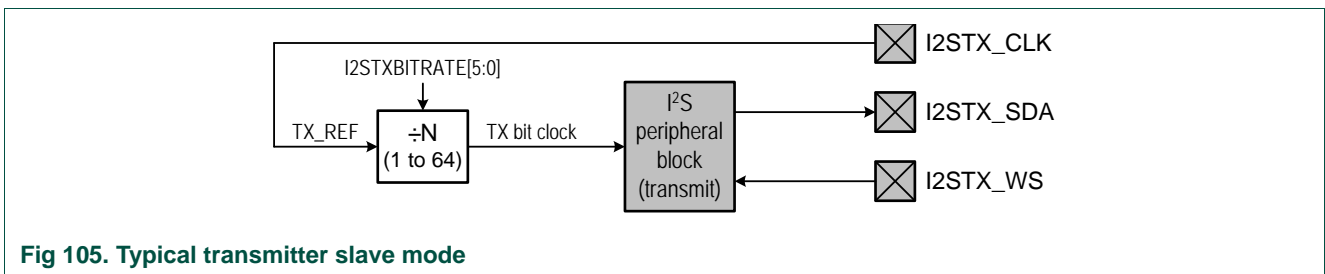 I2STX_CLK
I2STXBITRATE[5:0]
TX_REF
÷N
(1 to 64)
TX bit clock
I²S
peripheral
block
(transmit)
I2STX_SDA
I2STX_WS
Fig 105. Typical transmitter slave mode